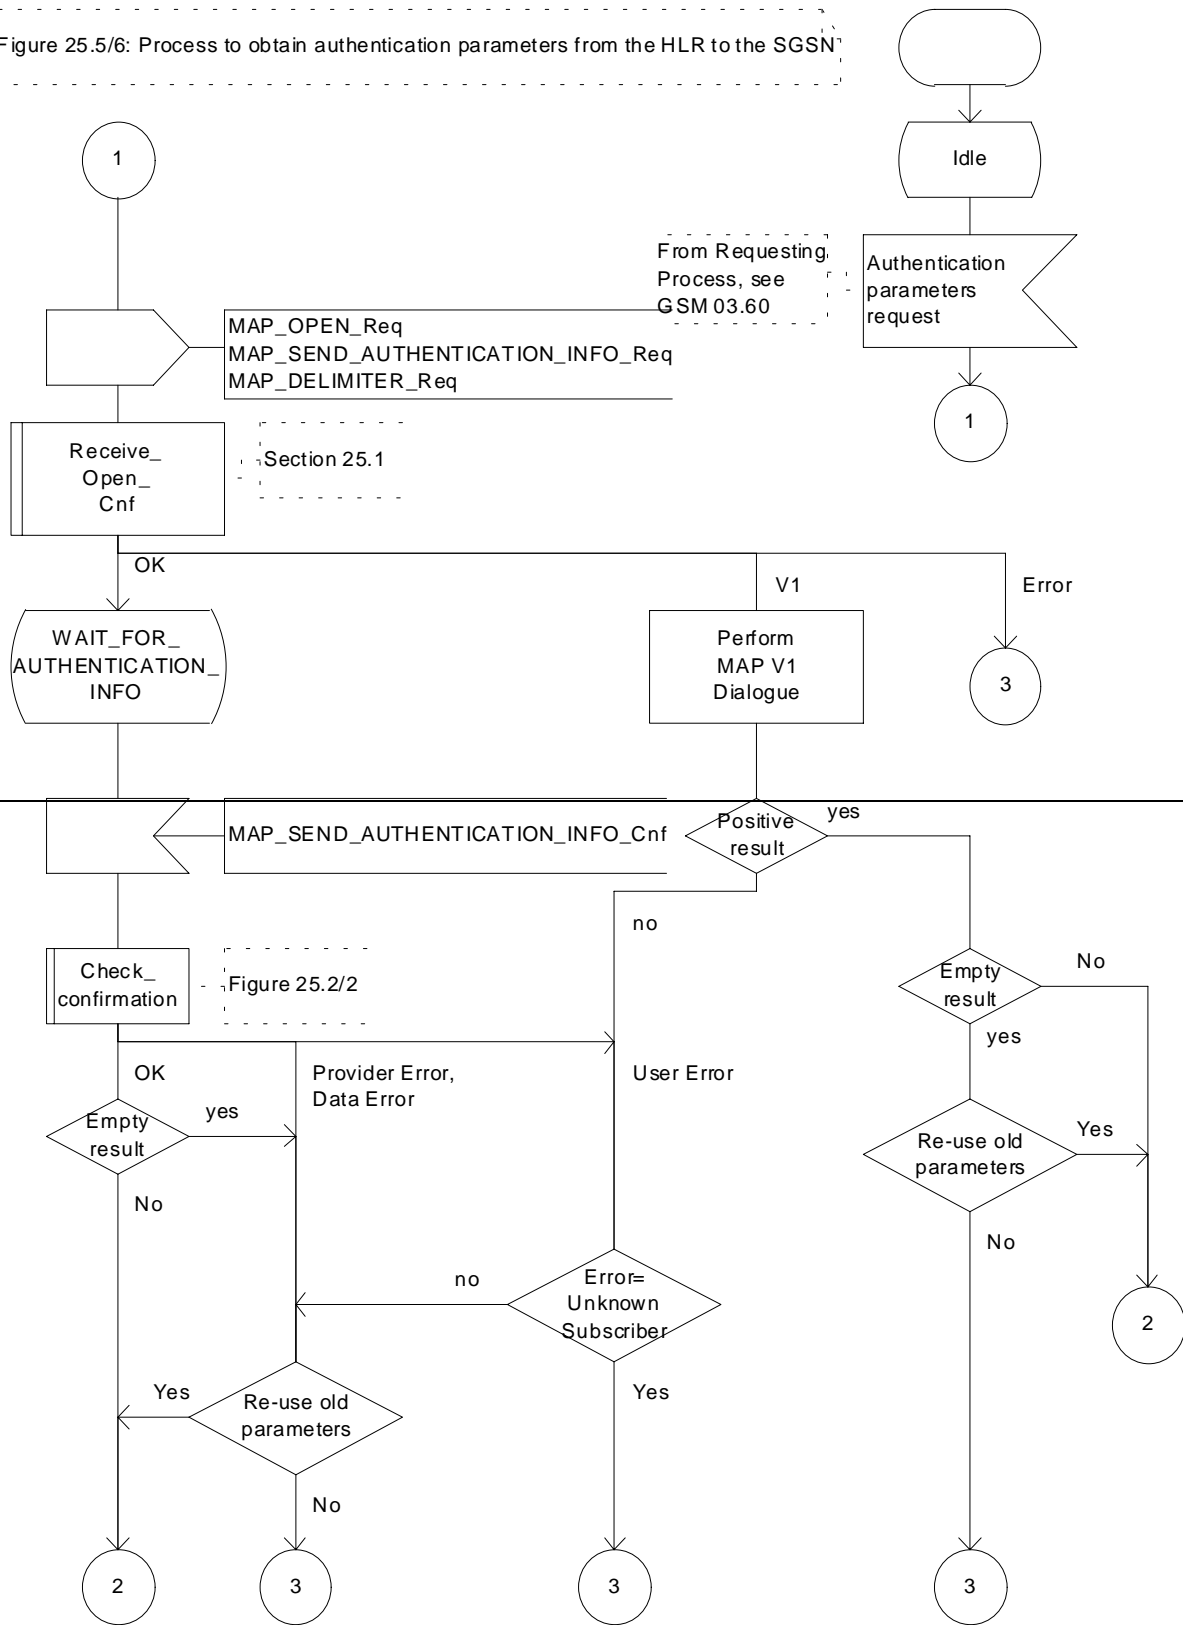 Figure 25.5/6: Process to obtain authentication parameters from the HLR to the SGSN
1
Idle
From Requesting
Process, see
GSM 03.60
Authentication
parameters
request
MAP_OPEN_Req
MAP_SEND_AUTHENTICATION_INFO_Req
MAP_DELIMITER_Req
1
Receive_
Open_
Cnf
Section 25.1
OK
V1
Error
WAIT_FOR_
AUTHENTICATION_
INFO
Perform
MAP V1
Dialogue
3
MAP_SEND_AUTHENTICATION_INFO_Cnf
Positive
result
yes
no
Check_
confirmation
Figure 25.2/2
Empty
result
No
yes
OK
Provider Error,
Data Error
User Error
Empty
result
yes
Re-use old
parameters
Yes
No
No
no
Error=
Unknown
Subscriber
2
Yes
Re-use old
parameters
Yes
No
2
3
3
3